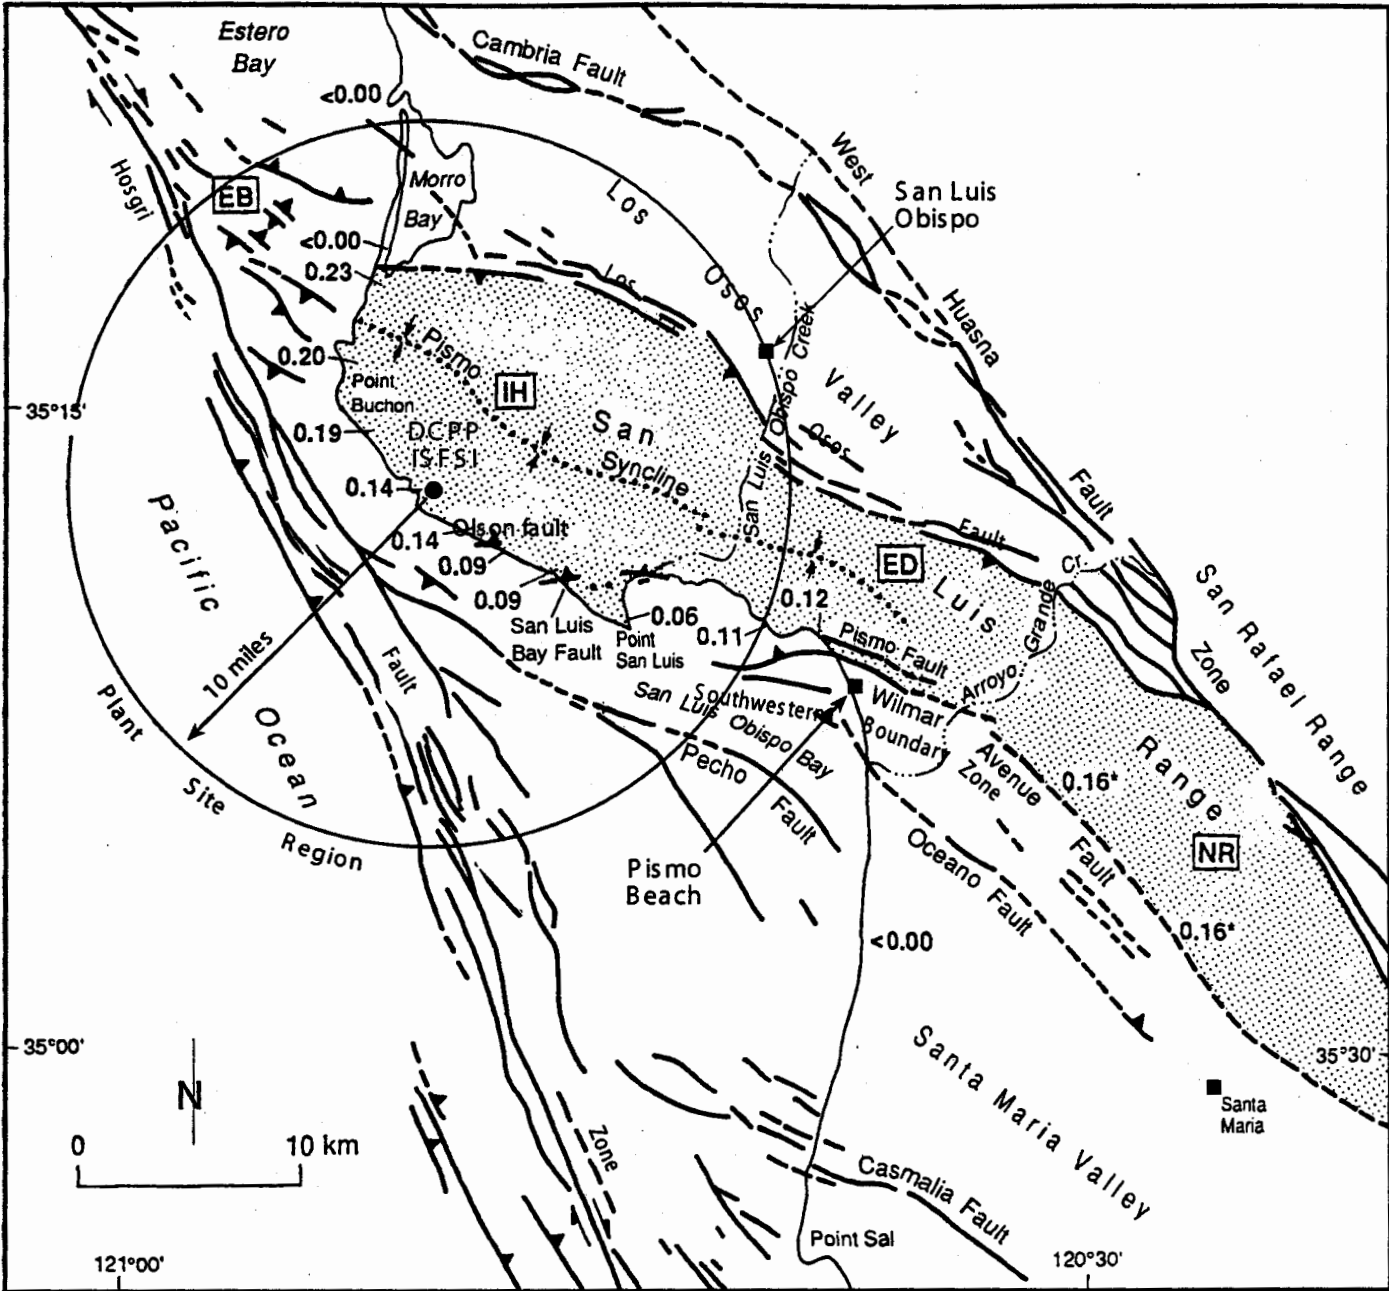 Estero
Bay
Cambria Fault
<0.00
West
Hosgri
EB
Morro
Bay
Los
San Luis
Obispo
<0.00
0.23
Los
Osos
Huasna
0.20
Pismo
Point
Buchon
IH
San Luis Obispo Creek
Valley
35°15'
0.19
DCPP
ISFSI
San
Syncline
Osos
0.14
Fault
Pacific
Olson fault
0.14
0.09
Fault
ED
Cr
0.09
0.12
Luis
Grande
San Rafael Range
San Luis
Bay Fault
0.06
Point
San Luis
0.11
Pismo Fault
Arroyo
Zone
10 miles
Fault
San Luis Obispo Bay
Southwestern
Wilmar
Boundary
Plant
Ocean
Pecho
Avenue
Zone
0.16*
Range
Site
Fault
Region
Oceano Fault
Fault
NR
Pismo
Beach
0.16*
<0.00
35°00'
Santa Maria Valley
35°30'
N
Santa
Maria
0
10 km
Zone
Casmalia Fault
Point Sal
121°00'
120°30'